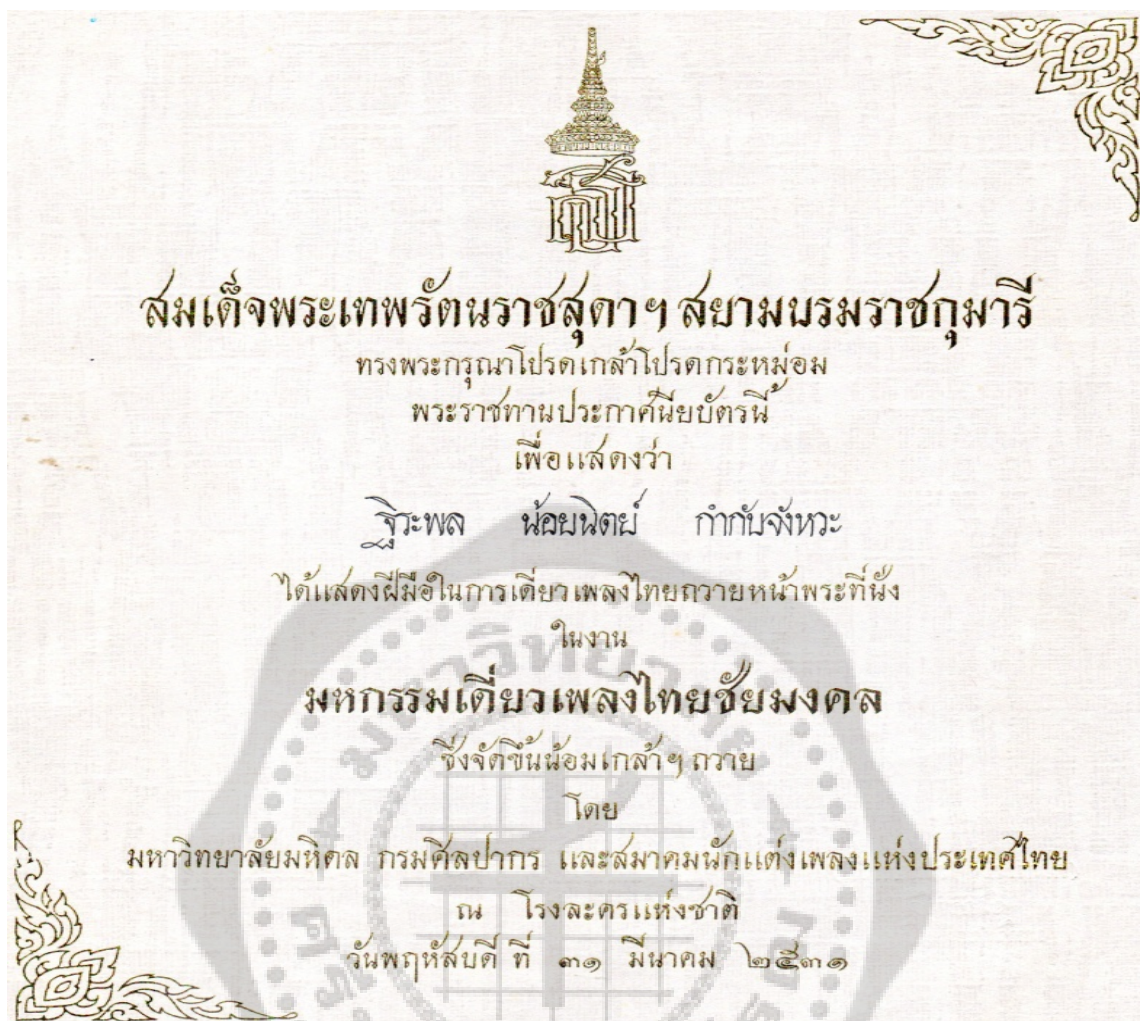 สมเด็จพระเทพรัตนราชสุดาฯ สยามบรมราชกุมารี
ทรงพระกรุณาโปรดเกล้าโปรดกระหม่อม
พระราชทานประกาศนียบัตรนี้
เพื่อแสดงว่า
ฐิระพล น้อยนิตย์ กำกับจังหวะ
ได้แสดงฝีมือในการเดี่ยวเพลงไทยถวายหน้าพระที่นั่ง
ในงาน
มหกรรมเดี่ยวเพลงไทยชัยมงคล
ซึ่งจัดขึ้นน้อมเกล้าฯ ถวาย
โดย
มหาวิทยาลัยมหิดล กรมศิลปากร และสมาคมนักแต่งเพลงแห่งประเทศไทย
ณ โรงละครแห่งชาติ
วันพฤหัสบดี ที่ ๓๑ มีนาคม ๒๕๓๑